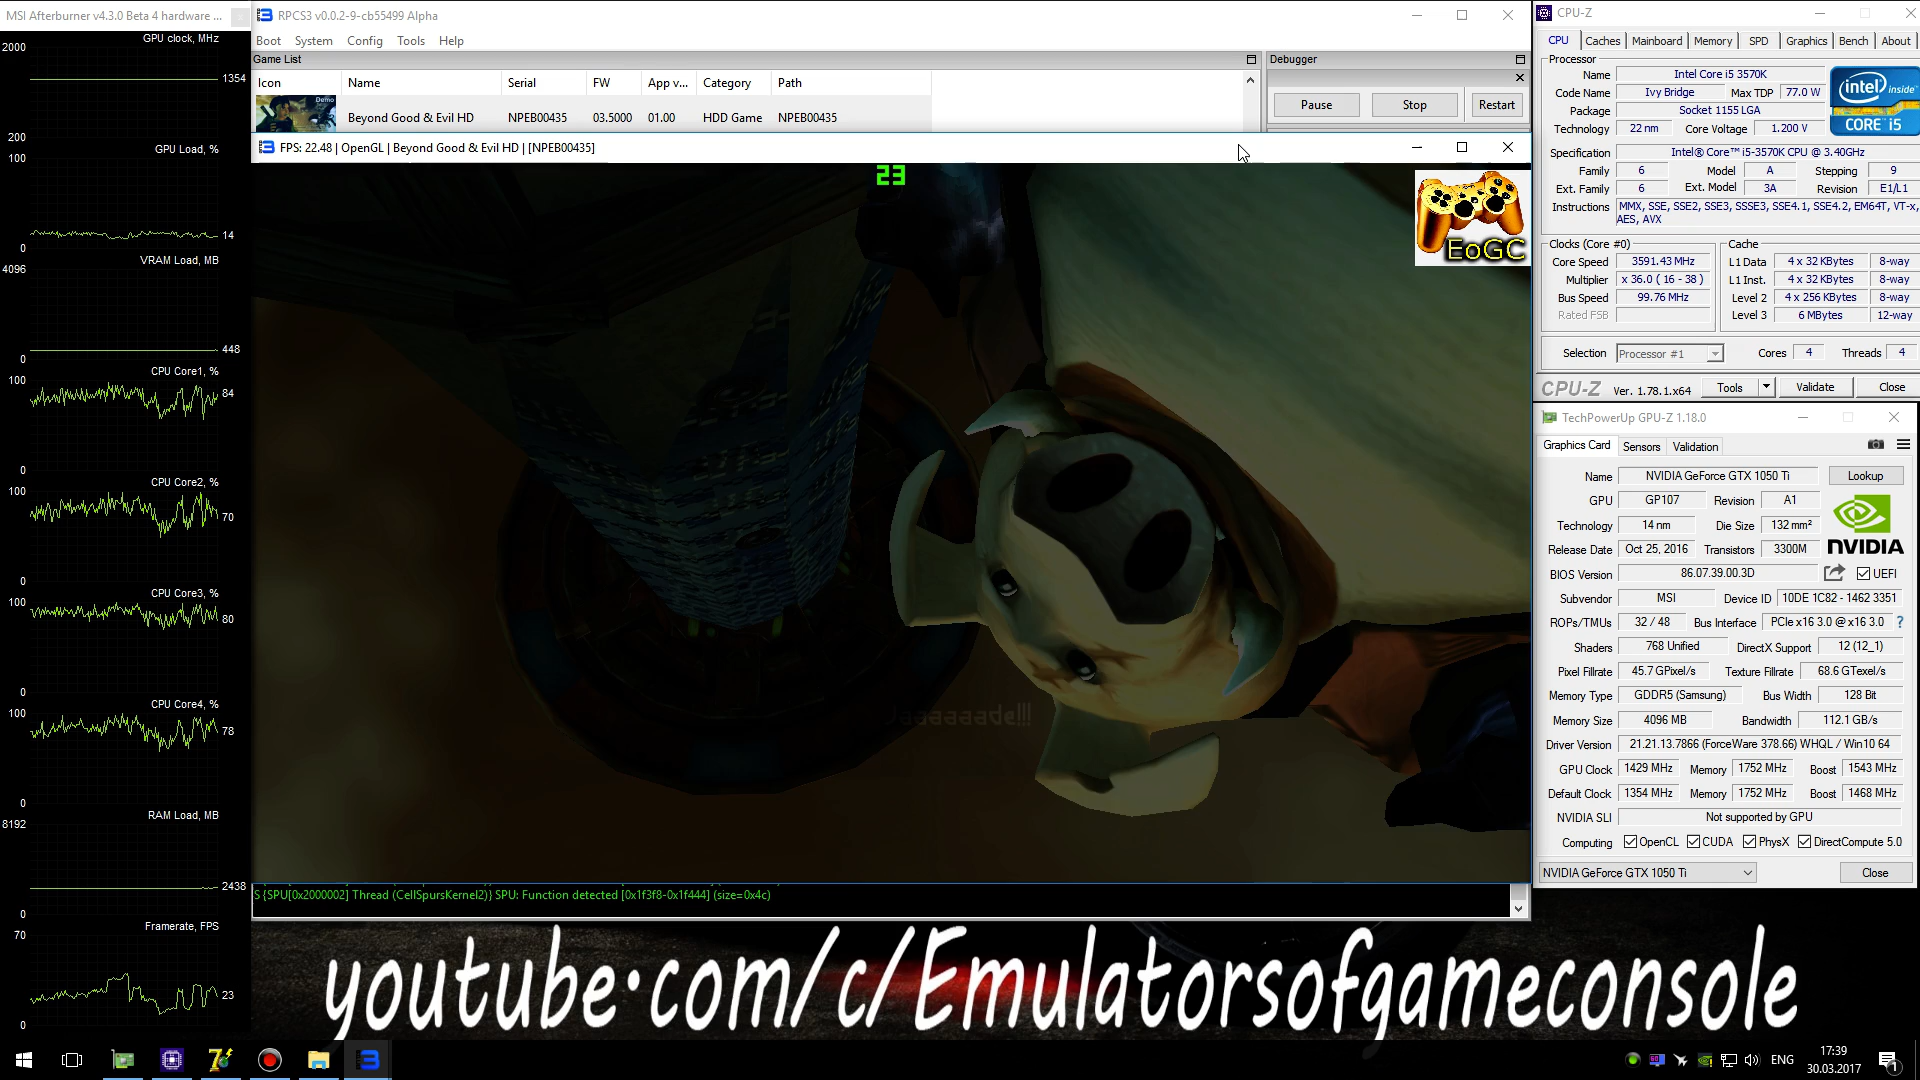 MSI Afterburner v4.3.0 Beta 4 hardware ...
GPU clock, MHz
2000
1354
200
GPU Load, %
100
14
0
VRAM Load, MB
4096
448
0
CPU Core1, %
100
84
0
CPU Core2, %
100
70
0
CPU Core3, %
100
80
0
CPU Core4, %
100
78
0
RAM Load, MB
8192
2438
0
Framerate, FPS
70
23
0
RPCS3 v0.0.2-9-cb55499 Alpha
Boot System Config Tools Help
Game List
Icon Name Serial FW App v... Category Path
Demo
Beyond Good & Evil HD NPEB00435 03.5000 01.00 HDD Game NPEB00435
Debugger
Pause Stop Restart
FPS: 22.48 | OpenGL | Beyond Good & Evil HD | [NPEB00435]
23
EoGC
Jaaaaaade!!!
S {SPU[0x2000002] Thread (CellSpursKernel2)} SPU: Function detected [0x1f3f8-0x1f444] (size=0x4c)
youtube.com/c/Emulatorsofgameconsole
CPU-Z
CPU Caches Mainboard Memory SPD Graphics Bench About
Processor
Name Intel Core i5 3570K
Code Name Ivy Bridge Max TDP 77.0 W
Package Socket 1155 LGA
Technology 22 nm Core Voltage 1.200 V
intel inside™
CORE i5
Specification Intel® Core™ i5-3570K CPU @ 3.40GHz
Family 6 Model A Stepping 9
Ext. Family 6 Ext. Model 3A Revision E1/L1
Instructions MMX, SSE, SSE2, SSE3, SSSE3, SSE4.1, SSE4.2, EM64T, VT-x,
AES, AVX
Clocks (Core #0)
Core Speed 3591.43 MHz
Multiplier x 36.0 ( 16 - 38 )
Bus Speed 99.76 MHz
Rated FSB
Cache
L1 Data 4 x 32 KBytes 8-way
L1 Inst. 4 x 32 KBytes 8-way
Level 2 4 x 256 KBytes 8-way
Level 3 6 MBytes 12-way
Selection Processor #1 Cores 4 Threads 4
CPU-Z Ver. 1.78.1.x64 Tools Validate Close
TechPowerUp GPU-Z 1.18.0
Graphics Card Sensors Validation
Name NVIDIA GeForce GTX 1050 Ti Lookup
GPU GP107 Revision A1
Technology 14 nm Die Size 132 mm²
Release Date Oct 25, 2016 Transistors 3300M
NVIDIA
BIOS Version 86.07.39.00.3D UEFI
Subvendor MSI Device ID 10DE 1C82 - 1462 3351
ROPs/TMUs 32 / 48 Bus Interface PCIe x16 3.0 @ x16 3.0 ?
Shaders 768 Unified DirectX Support 12 (12_1)
Pixel Fillrate 45.7 GPixel/s Texture Fillrate 68.6 GTexel/s
Memory Type GDDR5 (Samsung) Bus Width 128 Bit
Memory Size 4096 MB Bandwidth 112.1 GB/s
Driver Version 21.21.13.7866 (ForceWare 378.66) WHQL / Win10 64
GPU Clock 1429 MHz Memory 1752 MHz Boost 1543 MHz
Default Clock 1354 MHz Memory 1752 MHz Boost 1468 MHz
NVIDIA SLI Not supported by GPU
Computing OpenCL CUDA PhysX DirectCompute 5.0
NVIDIA GeForce GTX 1050 Ti Close
ENG
17:39
30.03.2017
1